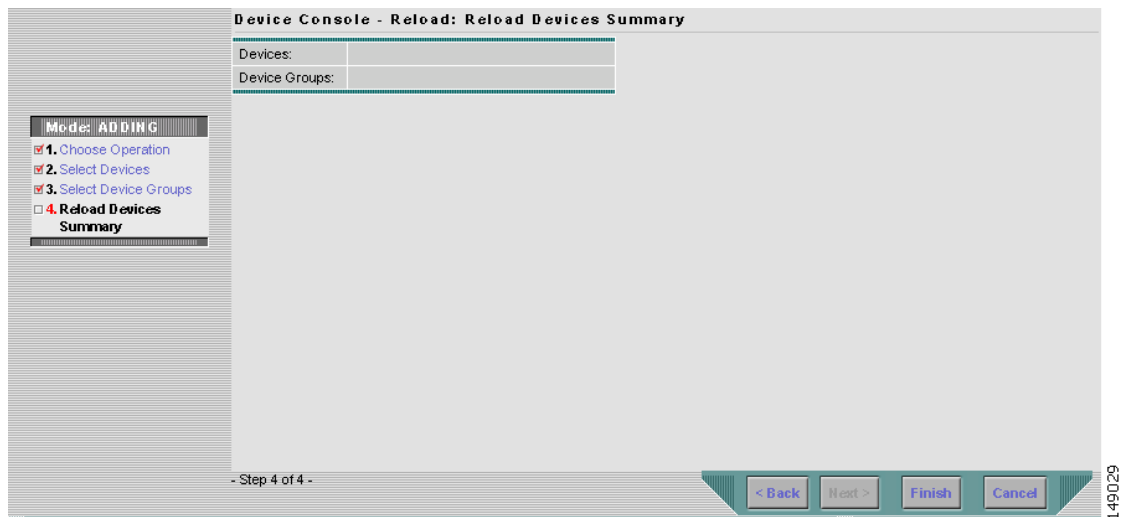 Device Console - Reload: Reload Devices Summary
Devices:
Device Groups:
Mode: ADDING
1. Choose Operation
2. Select Devices
3. Select Device Groups
4. Reload Devices
Summary
- Step 4 of 4 -
< Back
Next >
Finish
Cancel
149029